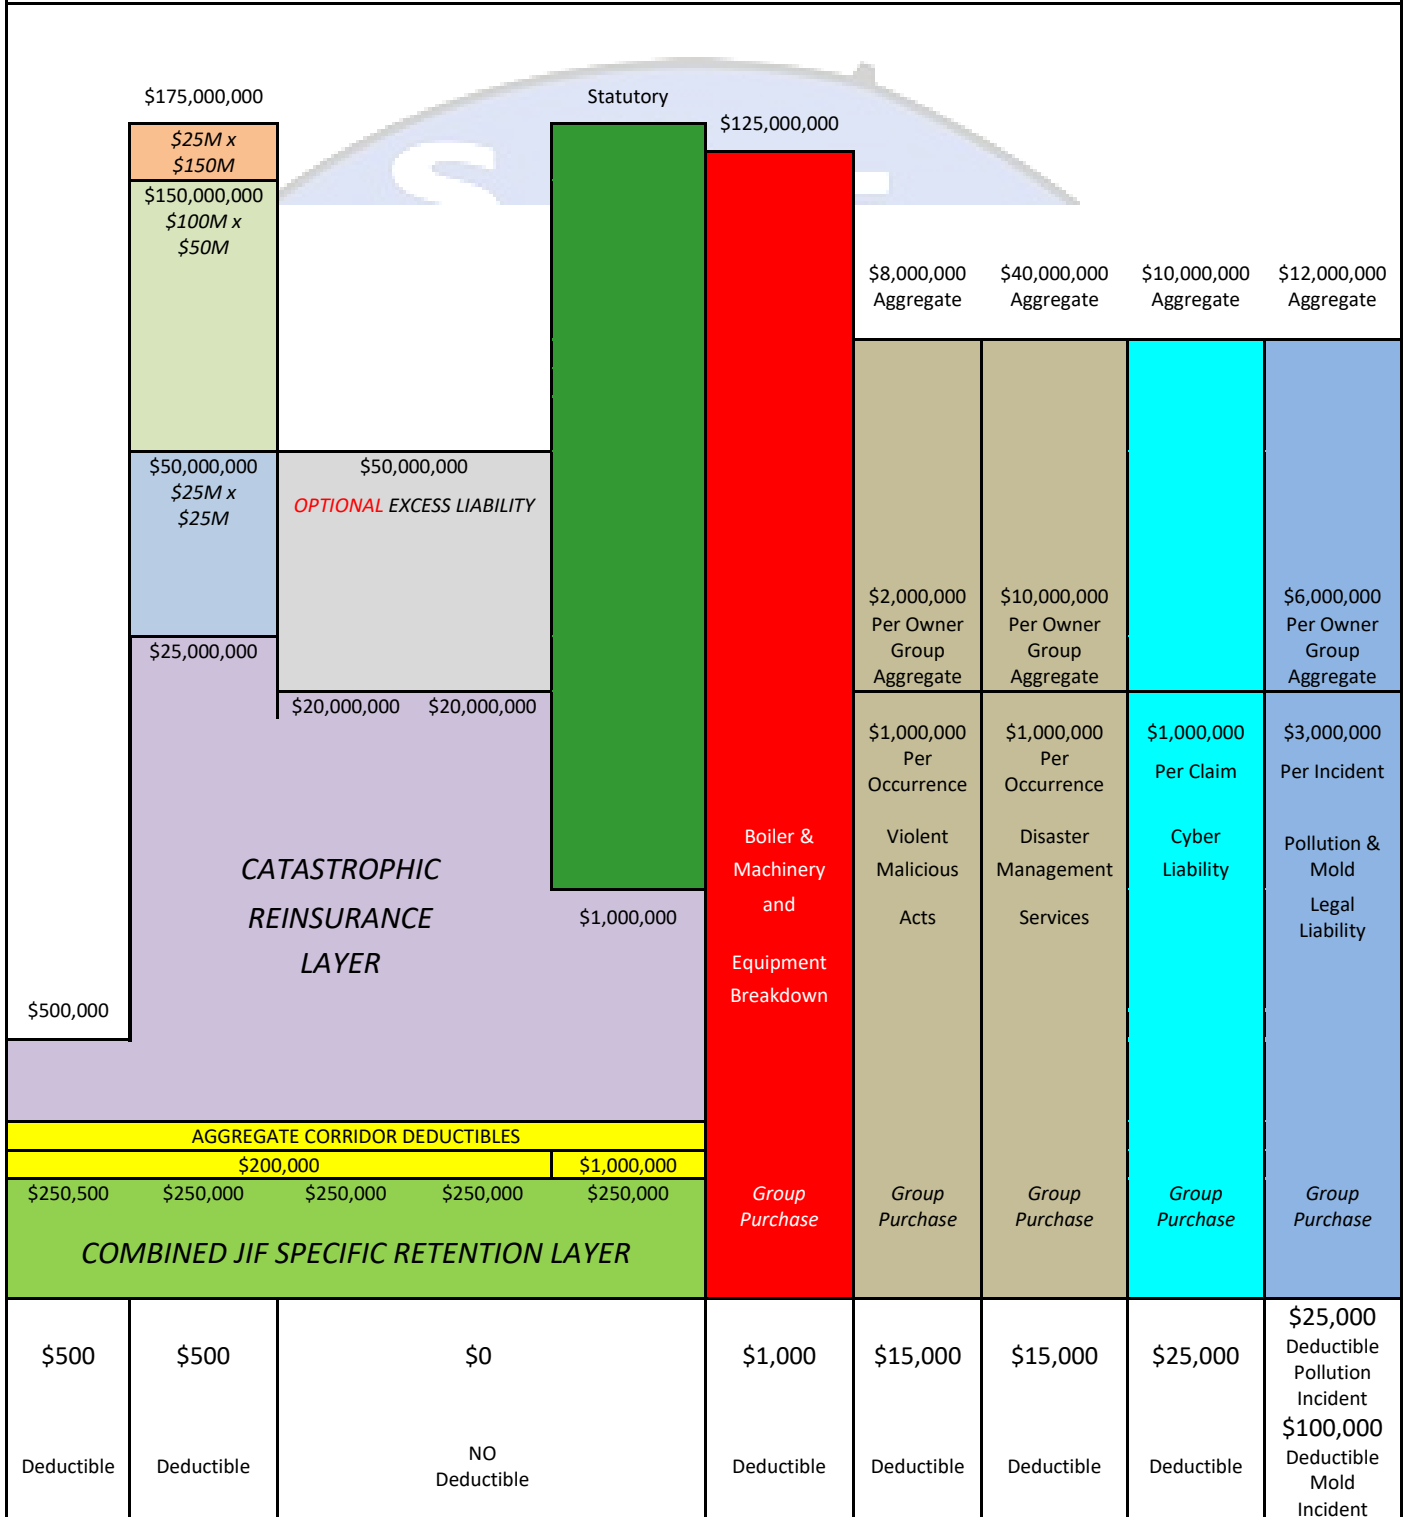 $175,000,000
Statutory
$125,000,000
$25M x
$150M
$150,000,000
$100M x
$50M
$8,000,000
Aggregate
$40,000,000
Aggregate
$10,000,000
Aggregate
$12,000,000
Aggregate
$50,000,000
$25M x
$25M
$50,000,000
OPTIONAL EXCESS LIABILITY
$2,000,000
Per Owner
Group
Aggregate
$10,000,000
Per Owner
Group
Aggregate
$6,000,000
Per Owner
Group
Aggregate
$25,000,000
$20,000,000
$20,000,000
$1,000,000
Per
Occurrence
$1,000,000
Per
Occurrence
$1,000,000
Per Claim
$3,000,000
Per Incident
CATASTROPHIC
REINSURANCE
LAYER
$1,000,000
Boiler &
Machinery
and
Equipment
Breakdown
Violent
Malicious
Acts
Disaster
Management
Services
Cyber
Liability
Pollution &
Mold
Legal
Liability
$500,000
AGGREGATE CORRIDOR DEDUCTIBLES
$200,000
$1,000,000
$250,500
$250,000
$250,000
$250,000
$250,000
COMBINED JIF SPECIFIC RETENTION LAYER
Group
Purchase
Group
Purchase
Group
Purchase
Group
Purchase
Group
Purchase
$500
Deductible
$500
Deductible
$0
NO
Deductible
$1,000
Deductible
$15,000
Deductible
$15,000
Deductible
$25,000
Deductible
$25,000
Deductible
Pollution
Incident
$100,000
Deductible
Mold
Incident